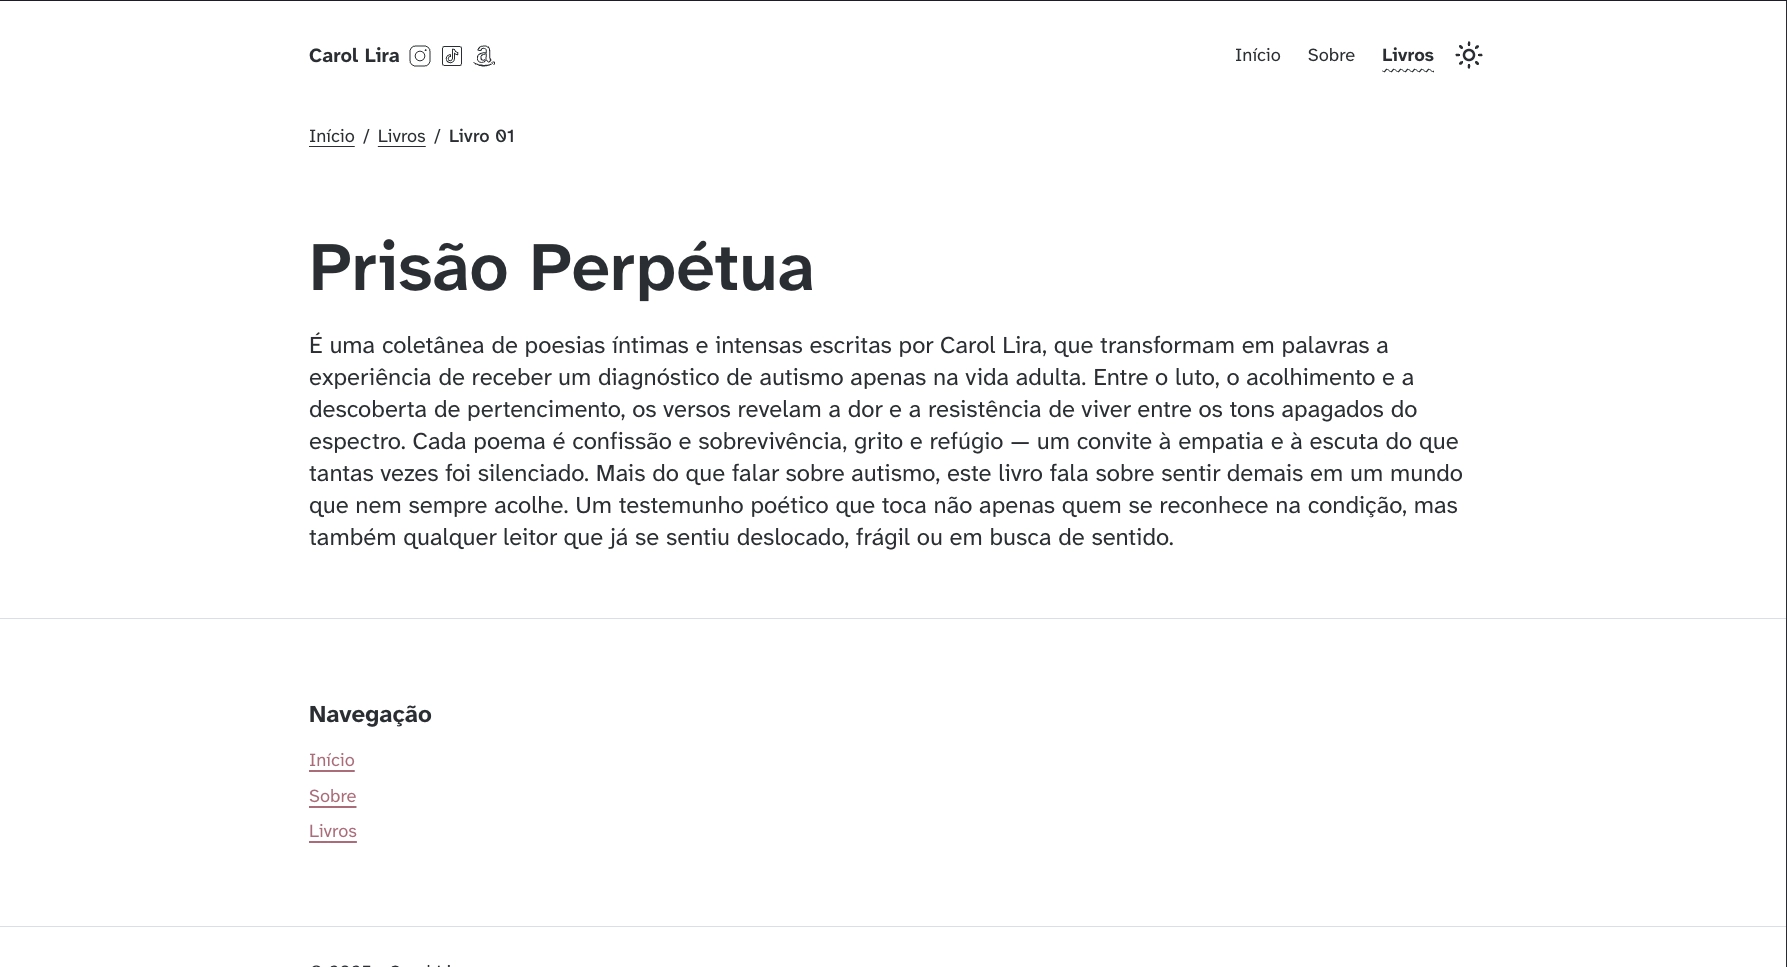 Carol Lira
Início Sobre Livros
Início / Livros / Livro 01
Prisão Perpétua
É uma coletânea de poesias íntimas e intensas escritas por Carol Lira, que transformam em palavras a
experiência de receber um diagnóstico de autismo apenas na vida adulta. Entre o luto, o acolhimento e a
descoberta de pertencimento, os versos revelam a dor e a resistência de viver entre os tons apagados do
espectro. Cada poema é confissão e sobrevivência, grito e refúgio — um convite à empatia e à escuta do que
tantas vezes foi silenciado. Mais do que falar sobre autismo, este livro fala sobre sentir demais em um mundo
que nem sempre acolhe. Um testemunho poético que toca não apenas quem se reconhece na condição, mas
também qualquer leitor que já se sentiu deslocado, frágil ou em busca de sentido.
Navegação
Início
Sobre
Livros